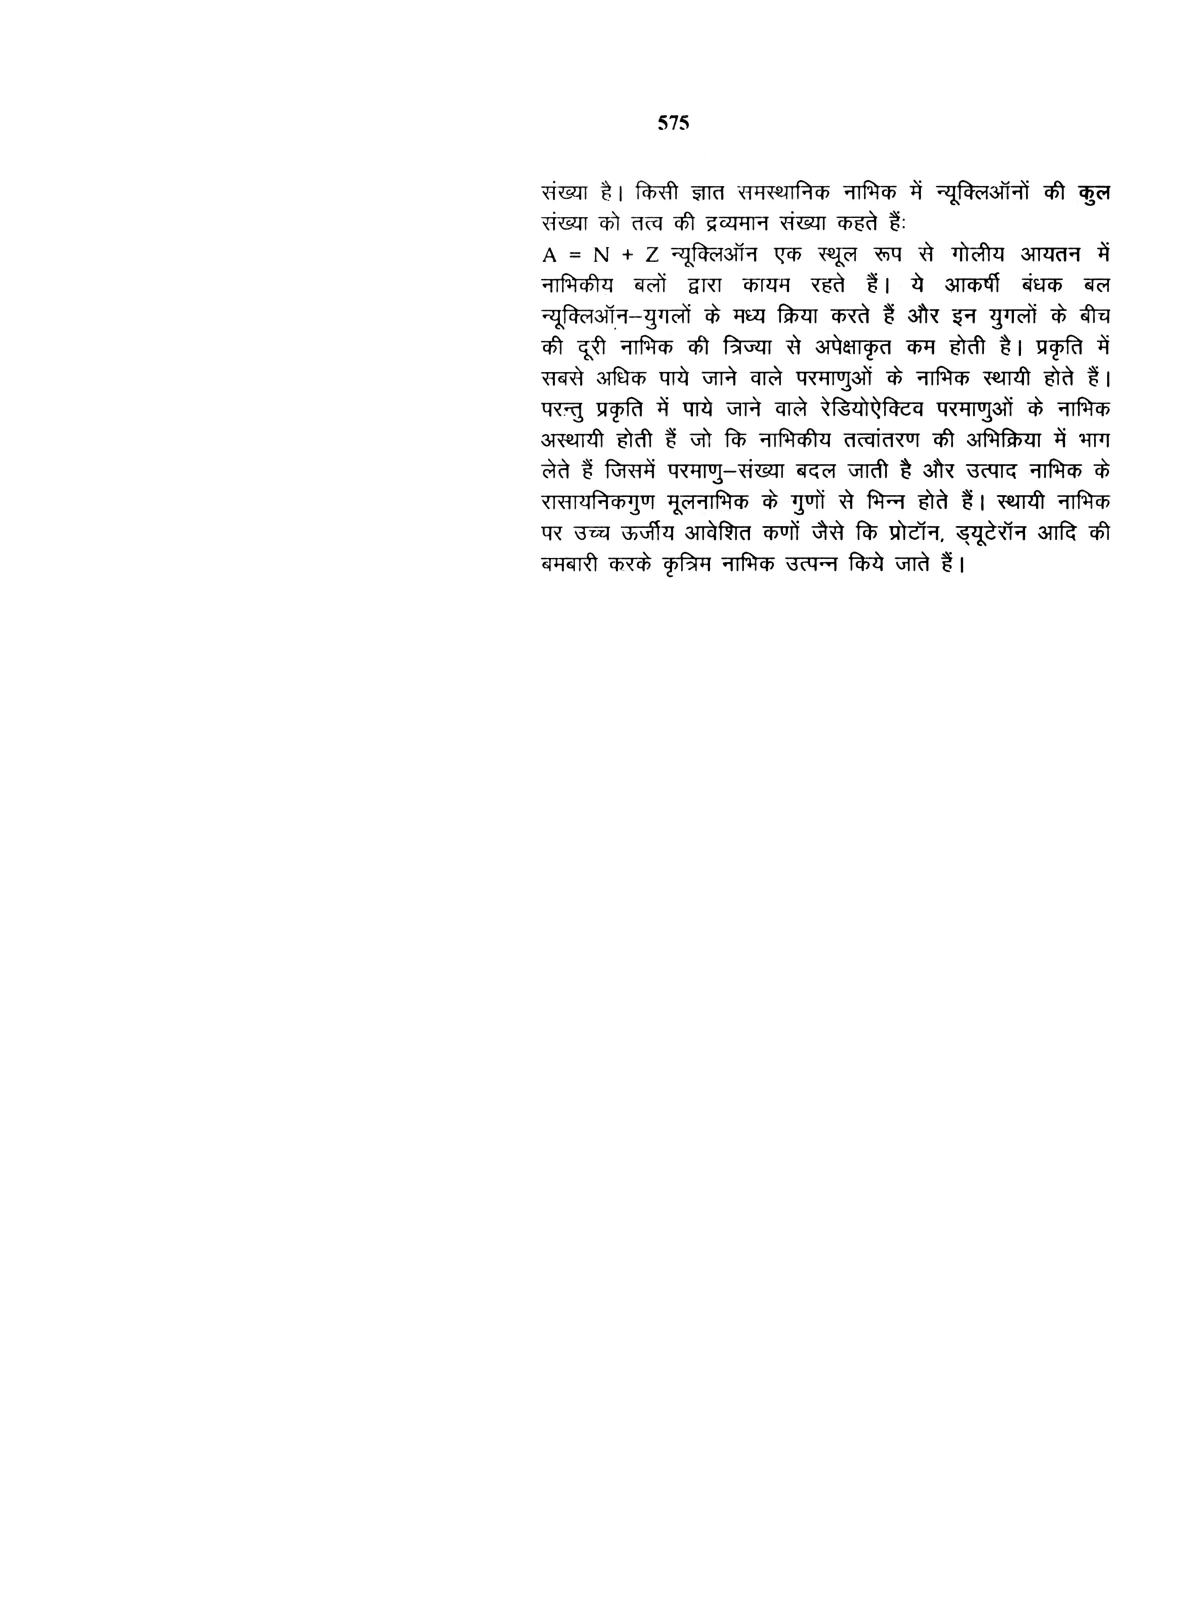 575
संख्या है। किसी ज्ञात समस्थानिक नाभिक में न्यूक्लिऑनों की कुल
संख्या को तत्व की द्रव्यमान संख्या कहते हैंः
A = N + Z न्यूक्लिऑन एक स्थूल रूप से गोलीय आयतन में
नाभिकीय बलों द्वारा कायम रहते हैं। ये आकर्षी बंधक बल
न्यूक्लिऑन–युगलों के मध्य क्रिया करते हैं और इन युगलों के बीच
की दूरी नाभिक की त्रिज्या से अपेक्षाकृत कम होती है। प्रकृति में
सबसे अधिक पाये जाने वाले परमाणुओं के नाभिक स्थायी होते हैं।
परन्तु प्रकृति में पाये जाने वाले रेडियोऐक्टिव परमाणुओं के नाभिक
अस्थायी होती हैं जो कि नाभिकीय तत्वांतरण की अभिक्रिया में भाग
लेते हैं जिसमें परमाणु–संख्या बदल जाती है और उत्पाद नाभिक के
रासायनिकगुण मूलनाभिक के गुणों से भिन्न होते हैं। स्थायी नाभिक
पर उच्च ऊर्जीय आवेशित कणों जैसे कि प्रोटॉन, ड्यूटेरॉन आदि की
बमबारी करके कृत्रिम नाभिक उत्पन्न किये जाते हैं।